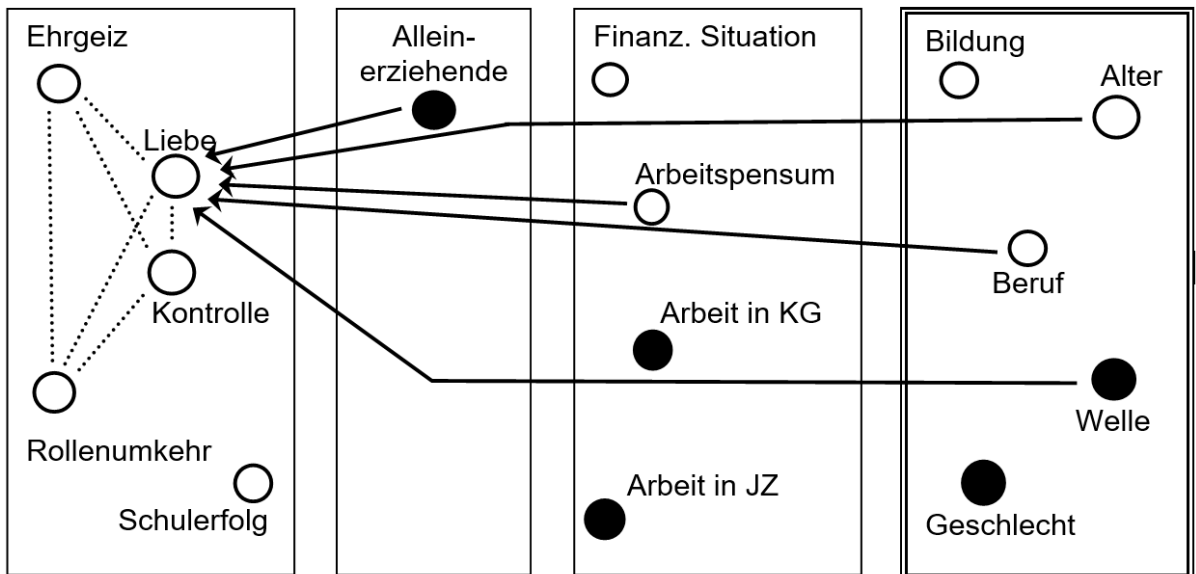 Ehrgeiz
Liebe
Kontrolle
Rollenumkehr
Schulerfolg
Allein-
erziehende
Finanz. Situation
Arbeitspensum
Arbeit in KG
Arbeit in JZ
Bildung
Alter
Beruf
Welle
Geschlecht